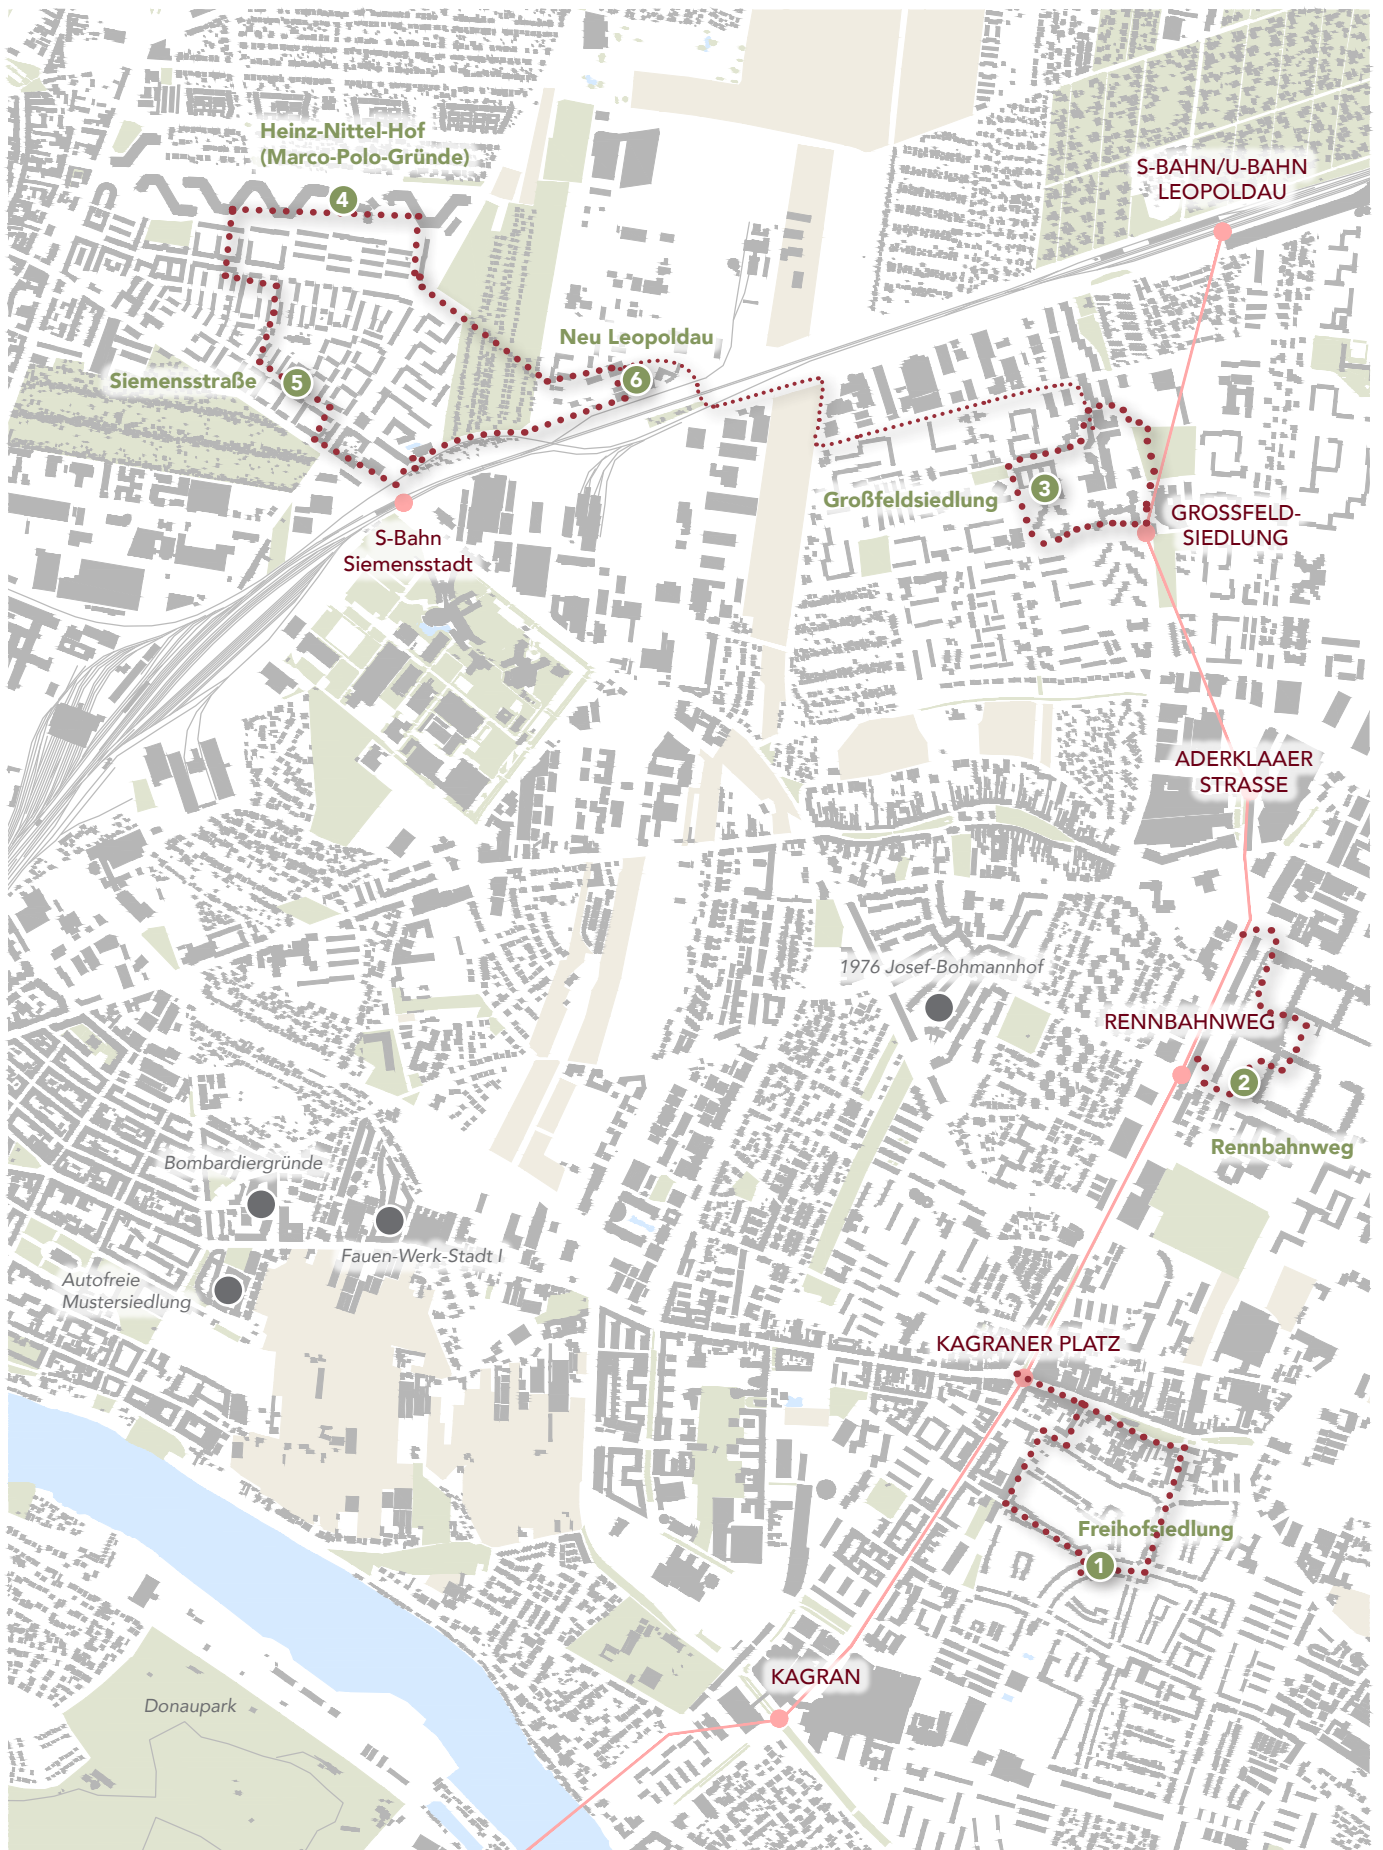 Heinz-Nittel-Hof
(Marco-Polo-Gründe)
4
S-BAHN/U-BAHN
LEOPOLDAU
Neu Leopoldau
6
Siemensstraße
5
Großfeldsiedlung
3
GROSSFELD-
SIEDLUNG
S-Bahn
Siemensstadt
ADERKLAAER
STRASSE
1976 Josef-Bohmannhof
RENNBAHNWEG
2
Rennbahnweg
Bombardiergründe
Fauen-Werk-Stadt I
Autofreie
Mustersiedlung
KAGRANER PLATZ
Freihofsiedlung
1
KAGRAN
Donaupark